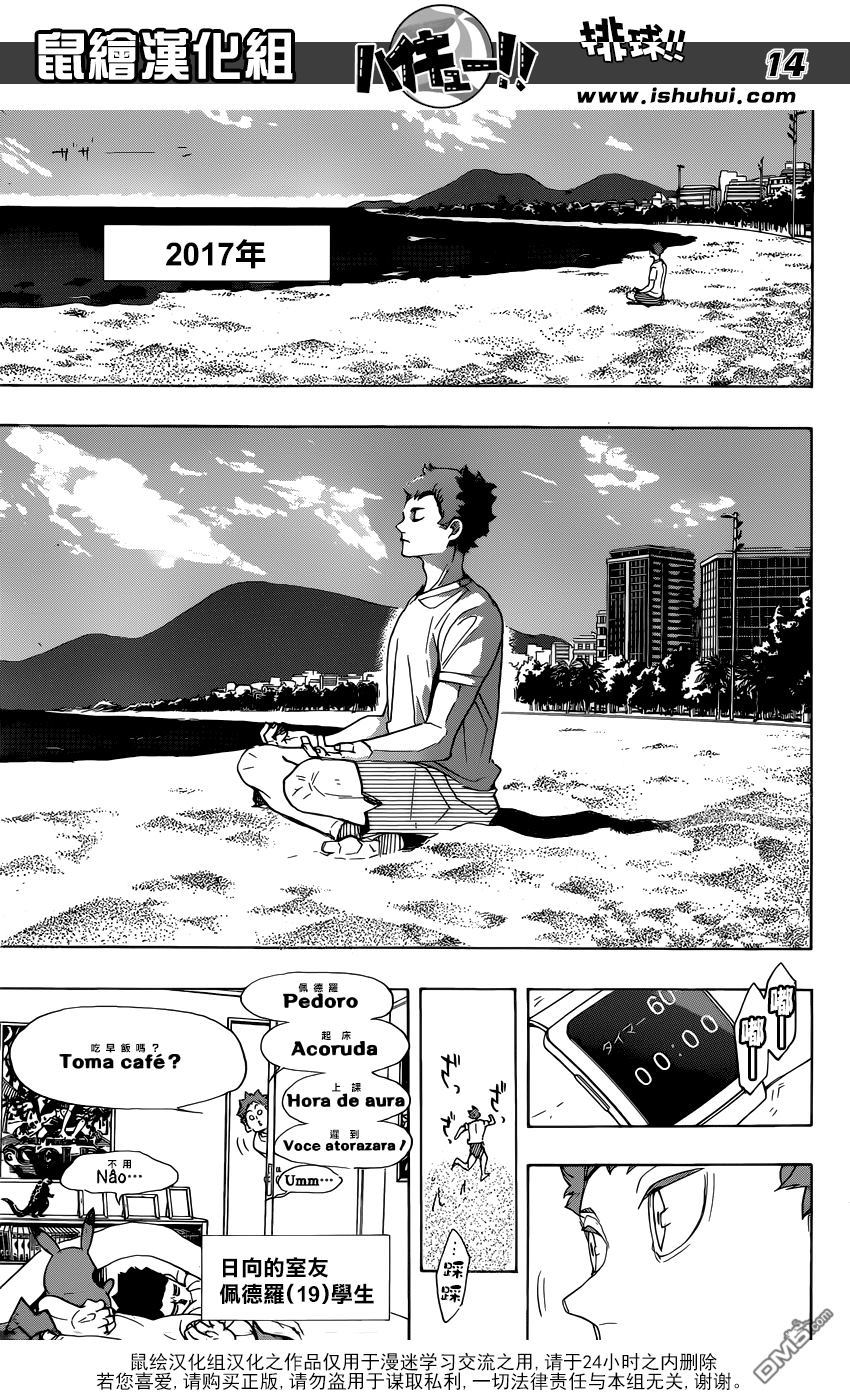 鼠繪漢化組
ハイキュー!!
排球!!
14
www.ishuhui.com
2017年
嘟—
嘟—
タイマー 60
00:00
踩…
踩
佩德羅
Pedoro
起床
Acoruda
上課
Hora de aura
遲到
Voce atorazara!
Umm…
吃早飯嗎?
Toma café?
不用
Não…
日向的室友
佩德羅(19)學生
鼠绘汉化组汉化之作品仅用于漫迷学习交流之用, 请于24小时之内删除
若您喜爱, 请购买正版, 请勿盗用于谋取私利, 一切法律责任与本组无关, 谢谢.